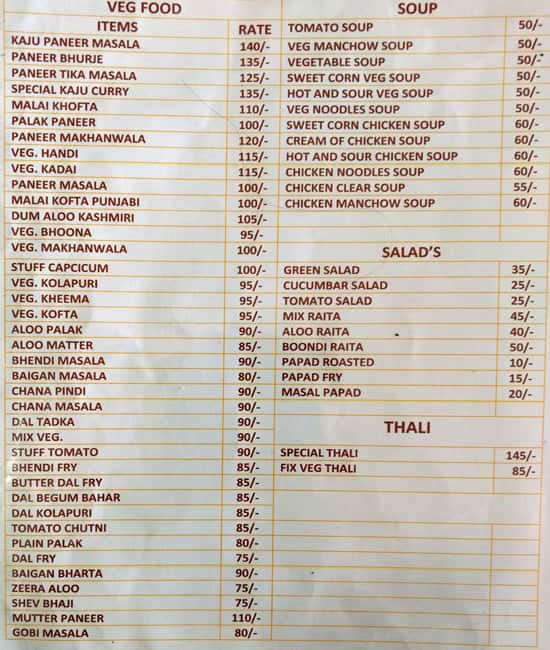 VEG FOOD
ITEMS RATE
KAJU PANEER MASALA 140/-
PANEER BHURJE 135/-
PANEER TIKA MASALA 125/-
SPECIAL KAJU CURRY 135/-
MALAI KHOFTA 110/-
PALAK PANEER 100/-
PANEER MAKHANWALA 120/-
VEG. HANDI 115/-
VEG. KADAI 115/-
PANEER MASALA 100/-
MALAI KOFTA PUNJABI 100/-
DUM ALOO KASHMIRI 105/-
VEG. BHOONA 95/-
VEG. MAKHANWALA 100/-
STUFF CAPCICUM 100/-
VEG. KOLAPURI 95/-
VEG. KHEEMA 95/-
VEG. KOFTA 95/-
ALOO PALAK 90/-
ALOO MATTER 85/-
BHENDI MASALA 90/-
BAIGAN MASALA 80/-
CHANA PINDI 90/-
CHANA MASALA 90/-
DAL TADKA 90/-
MIX VEG. 90/-
STUFF TOMATO 90/-
BHENDI FRY 85/-
BUTTER DAL FRY 85/-
DAL BEGUM BAHAR 85/-
DAL KOLAPURI 85/-
TOMATO CHUTNI 85/-
PLAIN PALAK 80/-
DAL FRY 75/-
BAIGAN BHARTA 90/-
ZEERA ALOO 75/-
SHEV BHAJI 75/-
MUTTER PANEER 110/-
GOBI MASALA 80/-
SOUP
TOMATO SOUP 50/-
VEG MANCHOW SOUP 50/-
VEGETABLE SOUP 50/-
SWEET CORN VEG SOUP 50/-
HOT AND SOUR VEG SOUP 50/-
VEG NOODLES SOUP 50/-
SWEET CORN CHICKEN SOUP 60/-
CREAM OF CHICKEN SOUP 60/-
HOT AND SOUR CHICKEN SOUP 60/-
CHICKEN NOODLES SOUP 60/-
CHICKEN CLEAR SOUP 55/-
CHICKEN MANCHOW SOUP 60/-
SALAD'S
GREEN SALAD 35/-
CUCUMBAR SALAD 25/-
TOMATO SALAD 25/-
MIX RAITA 45/-
ALOO RAITA 40/-
BOONDI RAITA 50/-
PAPAD ROASTED 10/-
PAPAD FRY 15/-
MASAL PAPAD 20/-
THALI
SPECIAL THALI 145/-
FIX VEG THALI 85/-